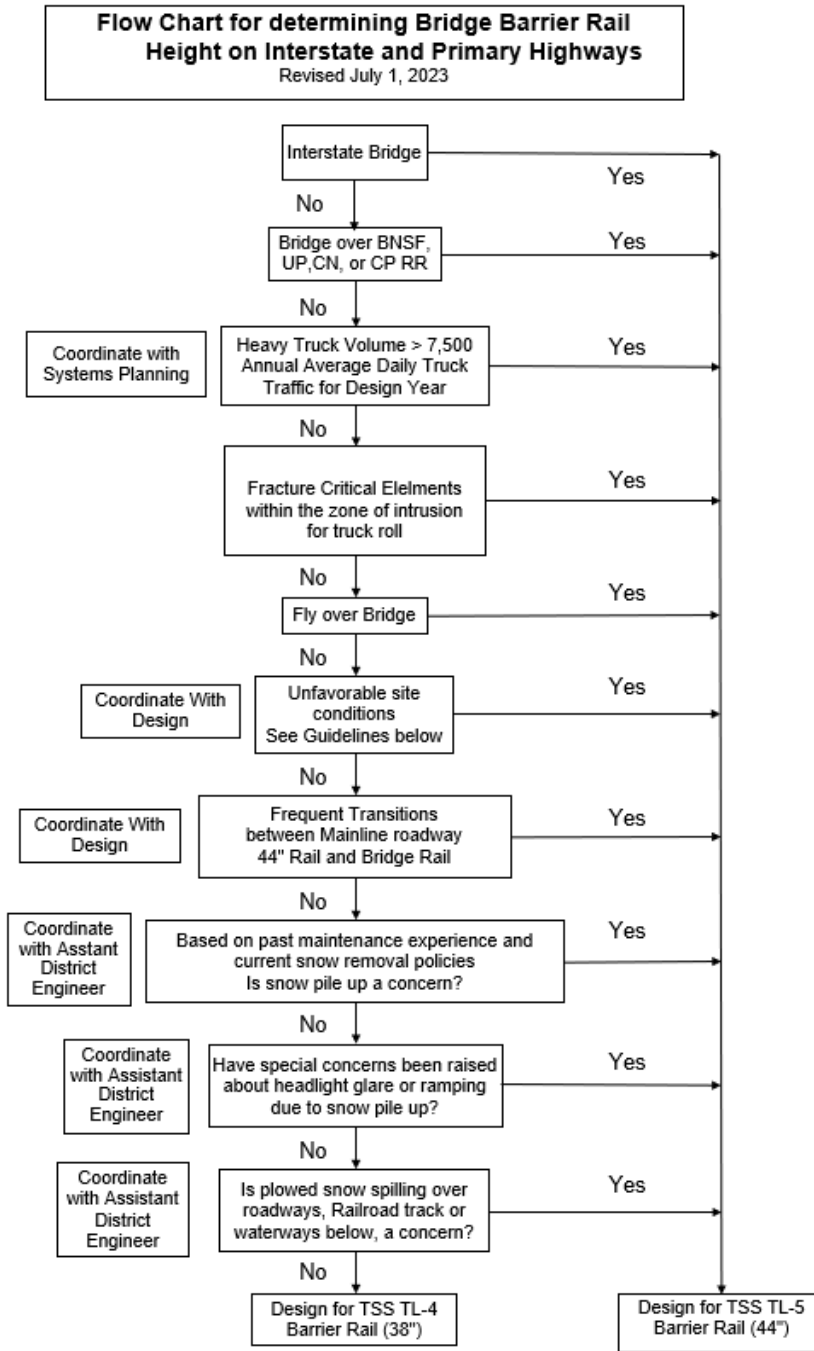 Flow Chart for determining Bridge Barrier Rail
Height on Interstate and Primary Highways
Revised July 1, 2023
Interstate Bridge
Yes
No
Bridge over BNSF,
UP,CN, or CP RR
Yes
No
Coordinate with
Systems Planning
Heavy Truck Volume > 7,500
Annual Average Daily Truck
Traffic for Design Year
Yes
No
Fracture Critical Elelments
within the zone of intrusion
for truck roll
Yes
No
Fly over Bridge
Yes
No
Coordinate With
Design
Unfavorable site
conditions
See Guidelines below
Yes
No
Coordinate With
Design
Frequent Transitions
between Mainline roadway
44" Rail and Bridge Rail
Yes
No
Coordinate
with Asstant
District
Engineer
Based on past maintenance experience and
current snow removal policies
Is snow pile up a concern?
Yes
No
Coordinate
with Assistant
District
Engineer
Have special concerns been raised
about headlight glare or ramping
due to snow pile up?
Yes
No
Coordinate
with Assistant
District
Engineer
Is plowed snow spilling over
roadways, Railroad track or
waterways below, a concern?
Yes
No
Design for TSS TL-4
Barrier Rail (38")
Design for TSS TL-5
Barrier Rail (44")